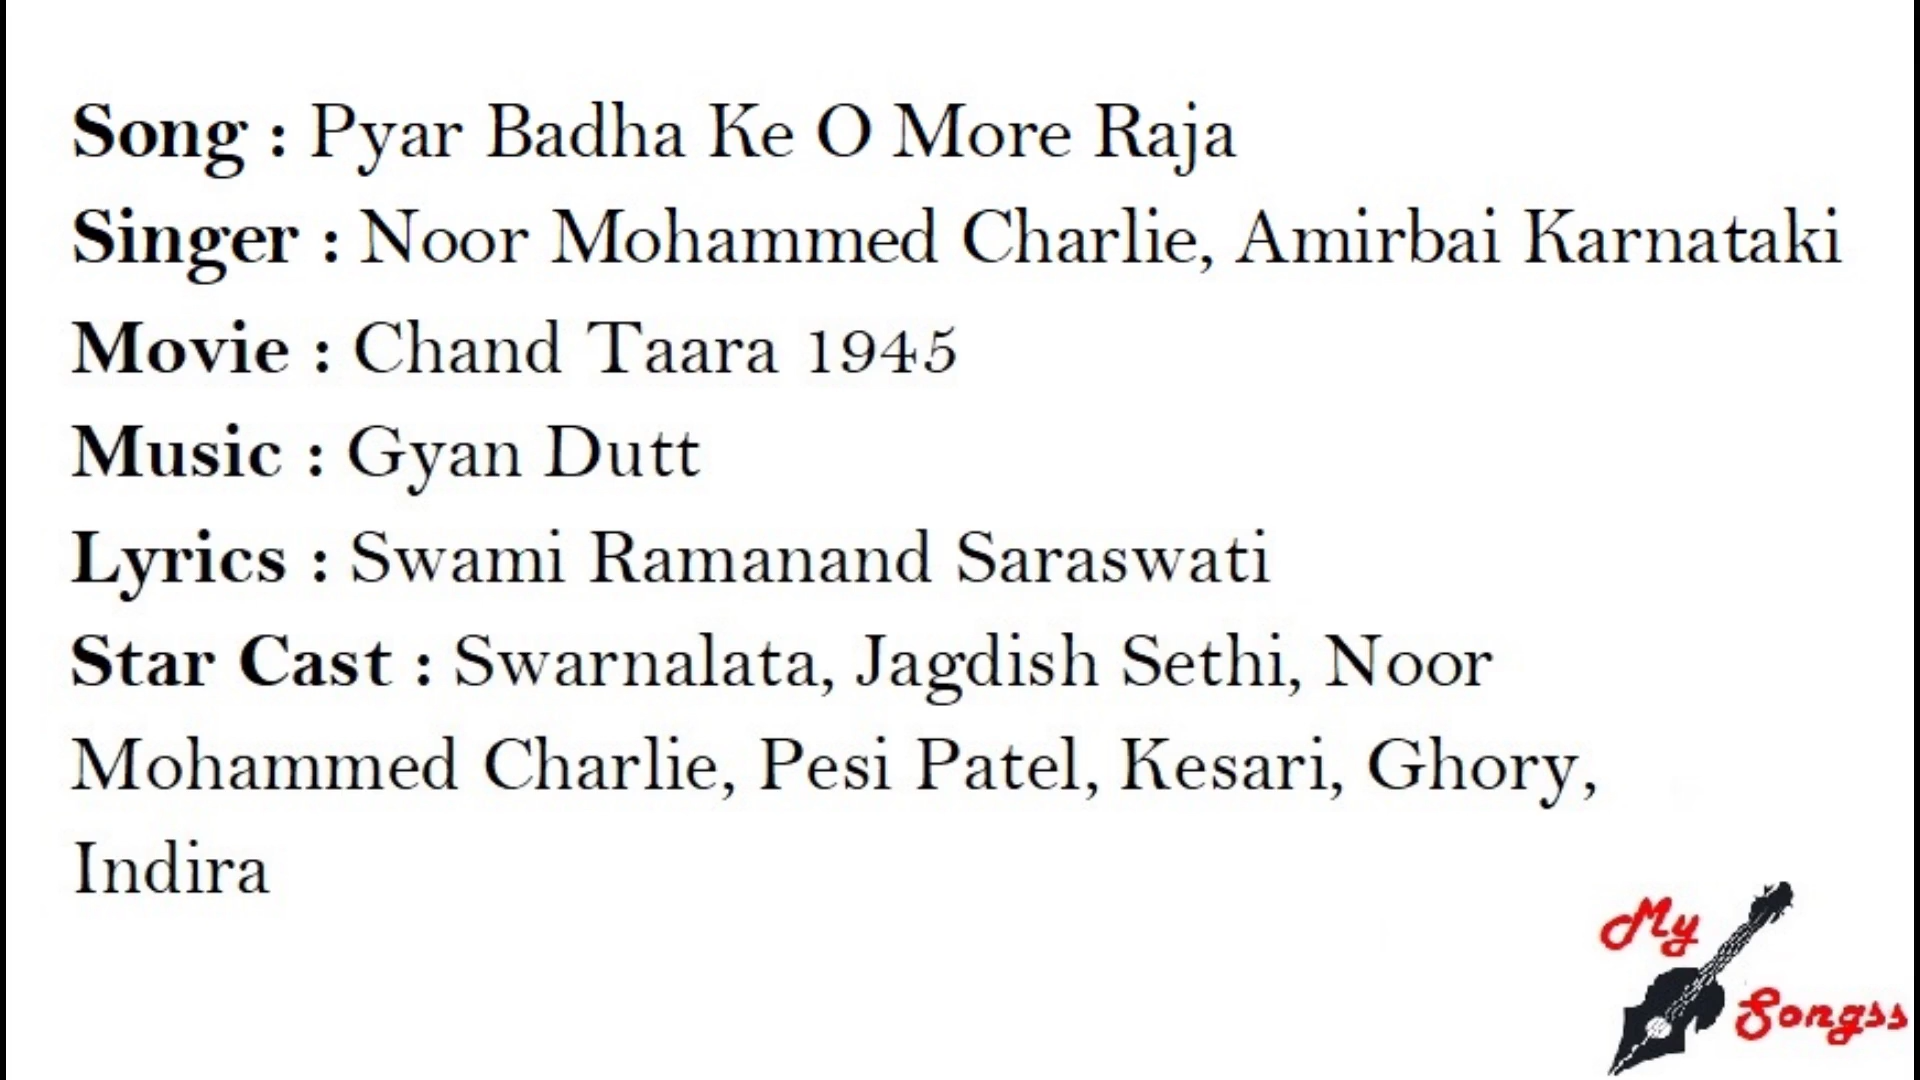 Song : Pyar Badha Ke O More Raja
Singer : Noor Mohammed Charlie, Amirbai Karnataki
Movie : Chand Taara 1945
Music : Gyan Dutt
Lyrics : Swami Ramanand Saraswati
Star Cast : Swarnalata, Jagdish Sethi, Noor
Mohammed Charlie, Pesi Patel, Kesari, Ghory,
Indira
My
Songss